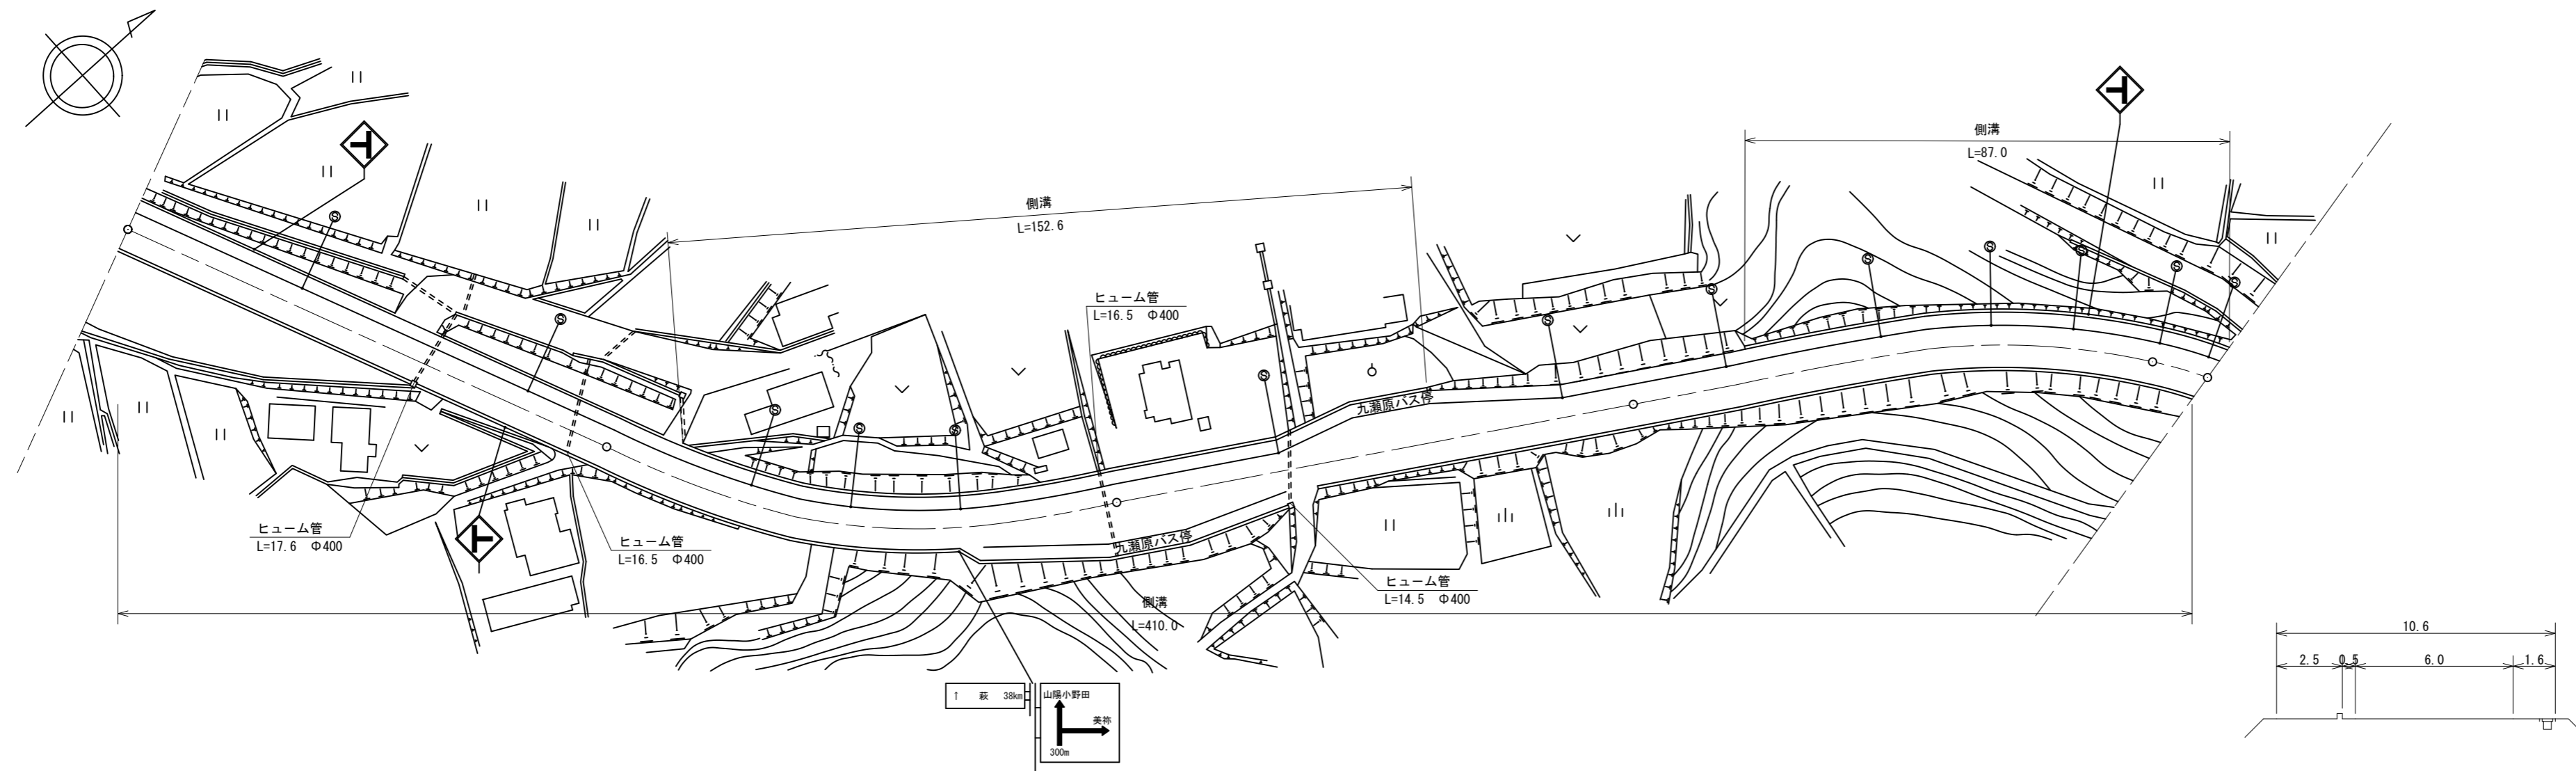 側溝
L=87.0
側溝
L=152.6
ヒューム管
L=16.5 Φ400
九瀬原バス停
ヒューム管
L=17.6 Φ400
ヒューム管
L=16.5 Φ400
九瀬原バス停
ヒューム管
L=14.5 Φ400
側溝
L=410.0
10.6
2.5 0.5 6.0 1.6
↑ 萩 38km
山陽小野田
美祢
300m
S
S
S
S
S
S
S
S
S
S
S
S
S
S